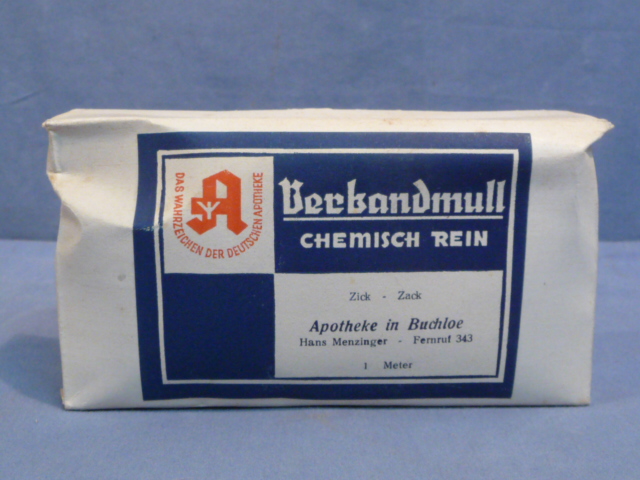 DAS WAHRZEICHEN DER DEUTSCHEN APOTHEKE
A
Verbandmull
CHEMISCH REIN
Zick - Zack
Apotheke in Buchloe
Hans Menzinger - Fernruf 343
1 Meter